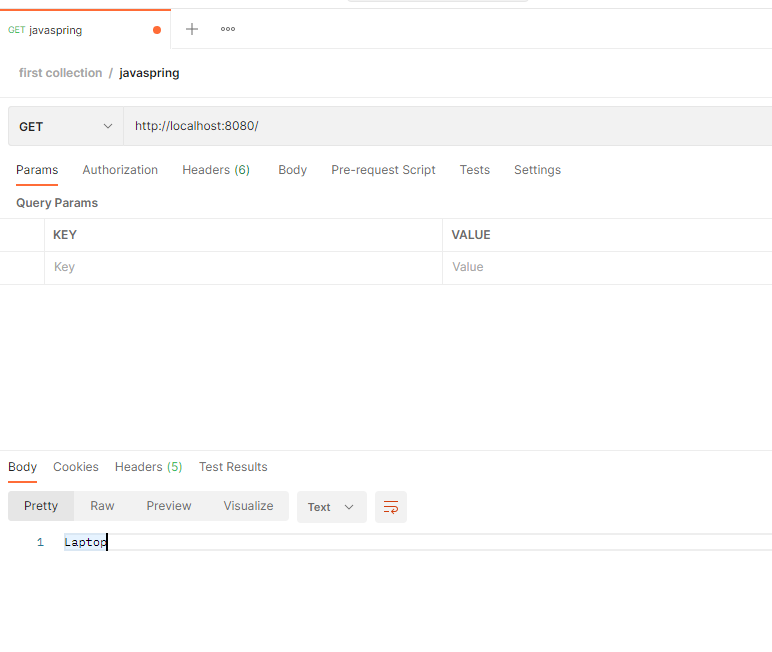 GET javaspring
first collection / javaspring
GET http://localhost:8080/
Params Authorization Headers (6) Body Pre-request Script Tests Settings
Query Params
KEY VALUE
Key Value
Body Cookies Headers (5) Test Results
Pretty Raw Preview Visualize Text
1 Laptop